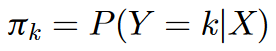 π_k = P(Y = k|X)